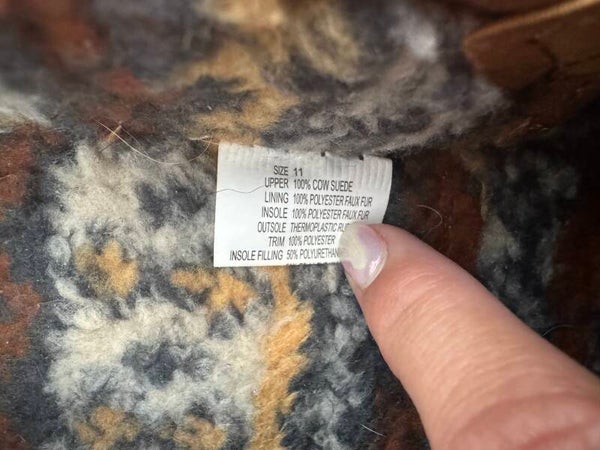 SIZE 11
UPPER 100% COW SUEDE
LINING 100% POLYESTER FAUX FUR
INSOLE 100% POLYESTER FAUX FUR
OUTSOLE THERMOPLASTIC
TRIM 100% POLYESTER
INSOLE FILLING 50%